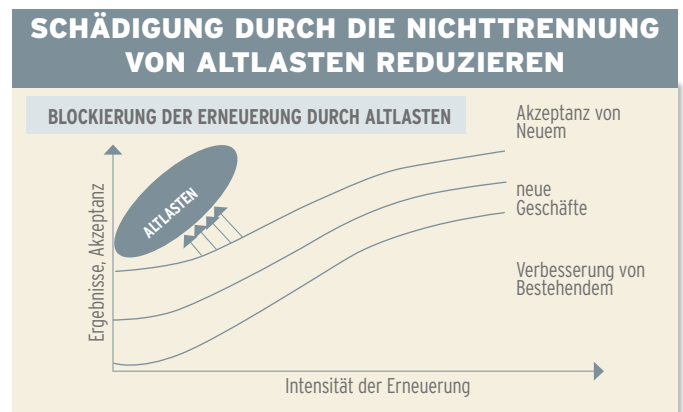 SCHÄDIGUNG DURCH DIE NICHTTRENNUNG
VON ALTLASTEN REDUZIEREN
BLOCKIERUNG DER ERNEUERUNG DURCH ALTLASTEN
Akzeptanz von
Neuem
ALTLASTEN
neue
Geschäfte
Ergebnisse, Akzeptanz
Verbesserung von
Bestehendem
Intensität der Erneuerung